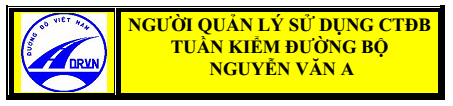 ĐƯỜNG BỘ VIỆT NAM
DRVN
NGƯỜI QUẢN LÝ SỬ DỤNG CTĐB
TUẦN KIỂM ĐƯỜNG BỘ
NGUYỄN VĂN A